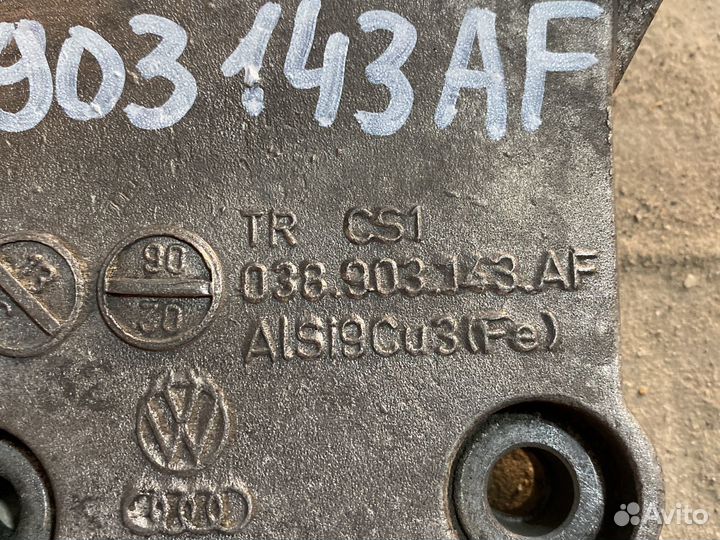 903 143AF
TR CS1
038.903.143.AF
90
30
AlSi9Cu3(Fe)
Avito